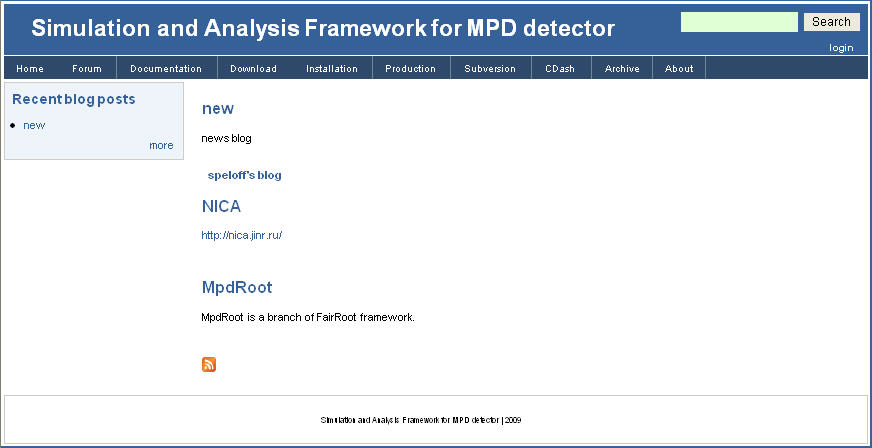 Simulation and Analysis Framework for MPD detector
Search
login
Home Forum Documentation Download Installation Production Subversion CDash Archive About
Recent blog posts
new
more
new
news blog
speloff's blog
NICA
http://nica.jinr.ru/
MpdRoot
MpdRoot is a branch of FairRoot framework.
Simulation and Analysis Framework for MPD detector | 2009